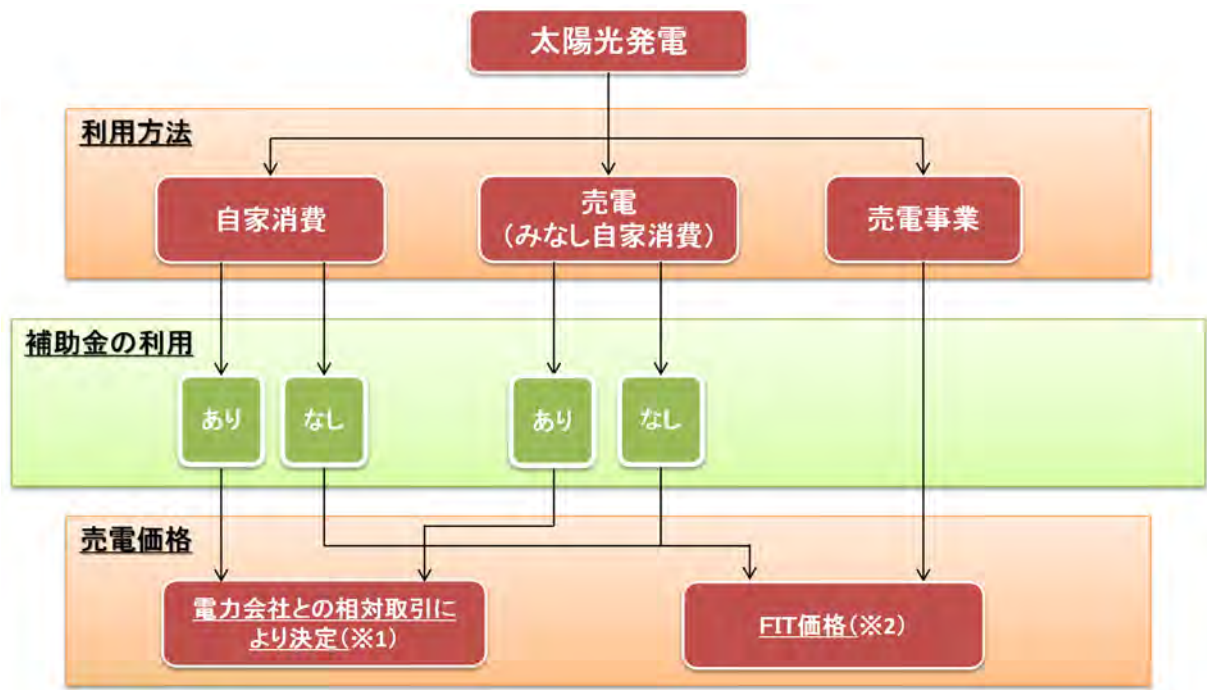 太陽光発電
利用方法
自家消費
売電
（みなし自家消費）
売電事業
補助金の利用
あり
なし
あり
なし
売電価格
電力会社との相対取引に
より決定(※1)
FIT価格(※2)